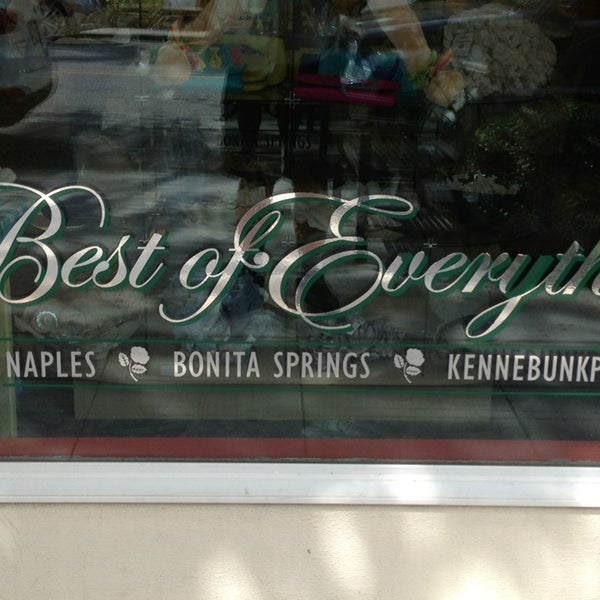 Best of Everyth
NAPLES BONITA SPRINGS KENNEBUNKP